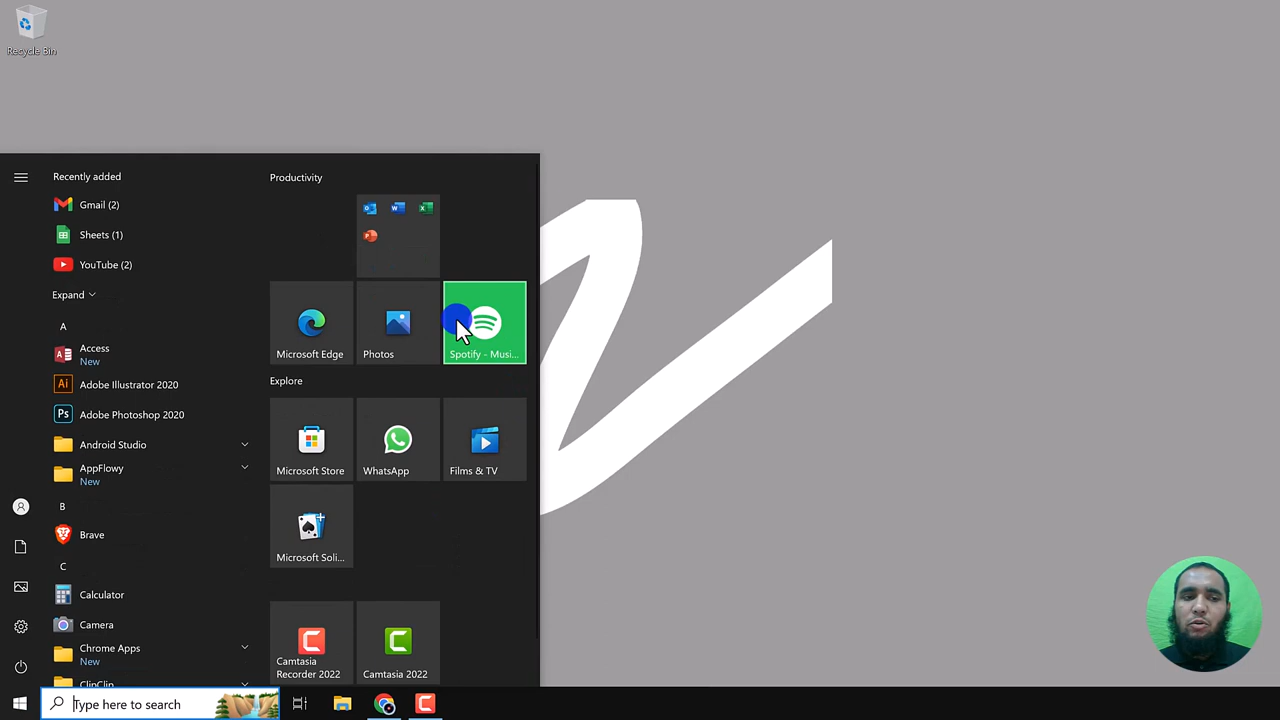 Recycle Bin
Recently added
Gmail (2)
Sheets (1)
YouTube (2)
Expand
A
Access
New
Adobe Illustrator 2020
Adobe Photoshop 2020
Android Studio
AppFlowy
New
B
Brave
C
Calculator
Camera
Chrome Apps
New
ClipClip
Productivity
Microsoft Edge
Photos
Spotify - Musi...
Explore
Microsoft Store
WhatsApp
Films & TV
Microsoft Soli...
Camtasia
Recorder 2022
Camtasia 2022
Type here to search